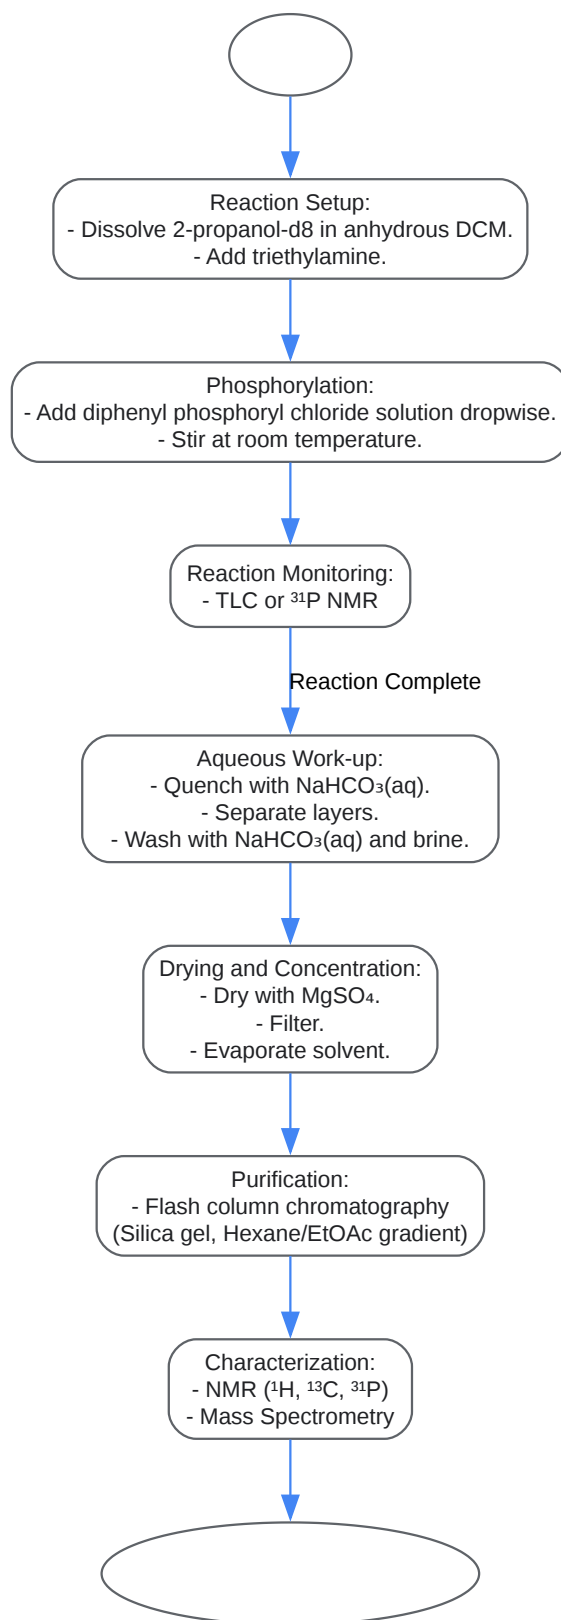 Reaction Setup:
- Dissolve 2-propanol-d8 in anhydrous DCM.
- Add triethylamine.
Phosphorylation:
- Add diphenyl phosphoryl chloride solution dropwise.
- Stir at room temperature.
Reaction Monitoring:
- TLC or ³¹P NMR
Reaction Complete
Aqueous Work-up:
- Quench with NaHCO₃(aq).
- Separate layers.
- Wash with NaHCO₃(aq) and brine.
Drying and Concentration:
- Dry with MgSO₄.
- Filter.
- Evaporate solvent.
Purification:
- Flash column chromatography
(Silica gel, Hexane/EtOAc gradient)
Characterization:
- NMR (¹H, ¹³C, ³¹P)
- Mass Spectrometry